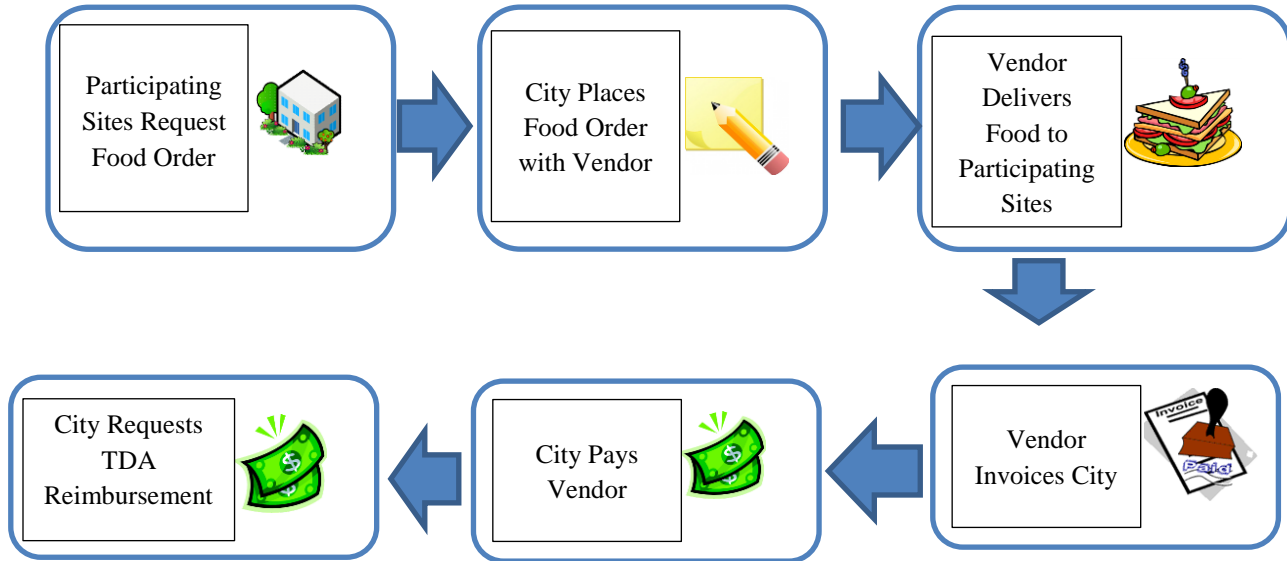 Participating
Sites Request
Food Order
City Places
Food Order
with Vendor
Vendor
Delivers
Food to
Participating
Sites
Vendor
Invoices City
Invoice
Paid
City Pays
Vendor
City Requests
TDA
Reimbursement